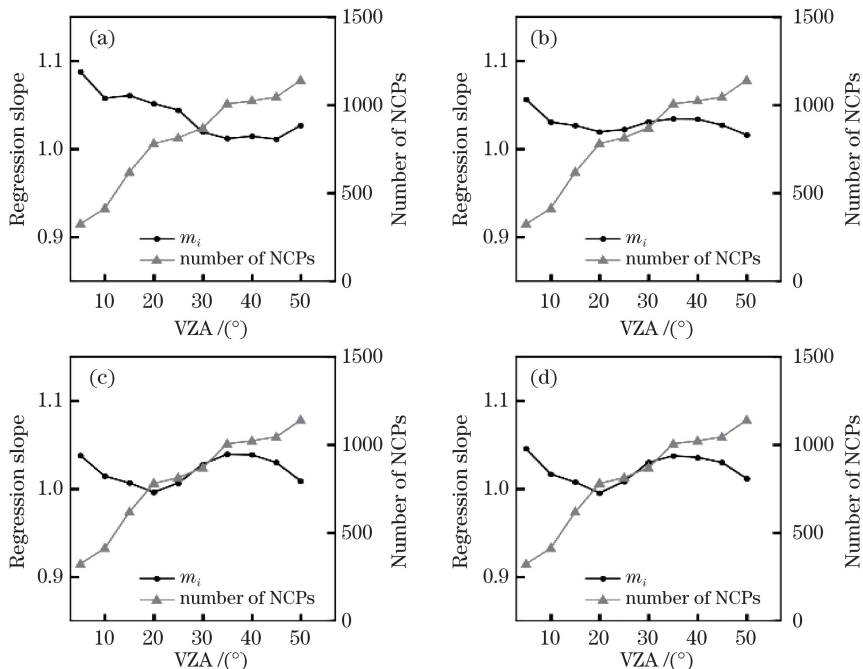 (a)
1500
1.1
1000
1.0
500
0.9
0
Regression slope
Number of NCPs
m_i
number of NCPs
10 20 30 40 50
VZA /(°)
(b)
1500
1.1
1000
1.0
500
0.9
0
Regression slope
Number of NCPs
m_i
number of NCPs
10 20 30 40 50
VZA /(°)
(c)
1500
1.1
1000
1.0
500
0.9
0
Regression slope
Number of NCPs
m_i
number of NCPs
10 20 30 40 50
VZA /(°)
(d)
1500
1.1
1000
1.0
500
0.9
0
Regression slope
Number of NCPs
m_i
number of NCPs
10 20 30 40 50
VZA /(°)